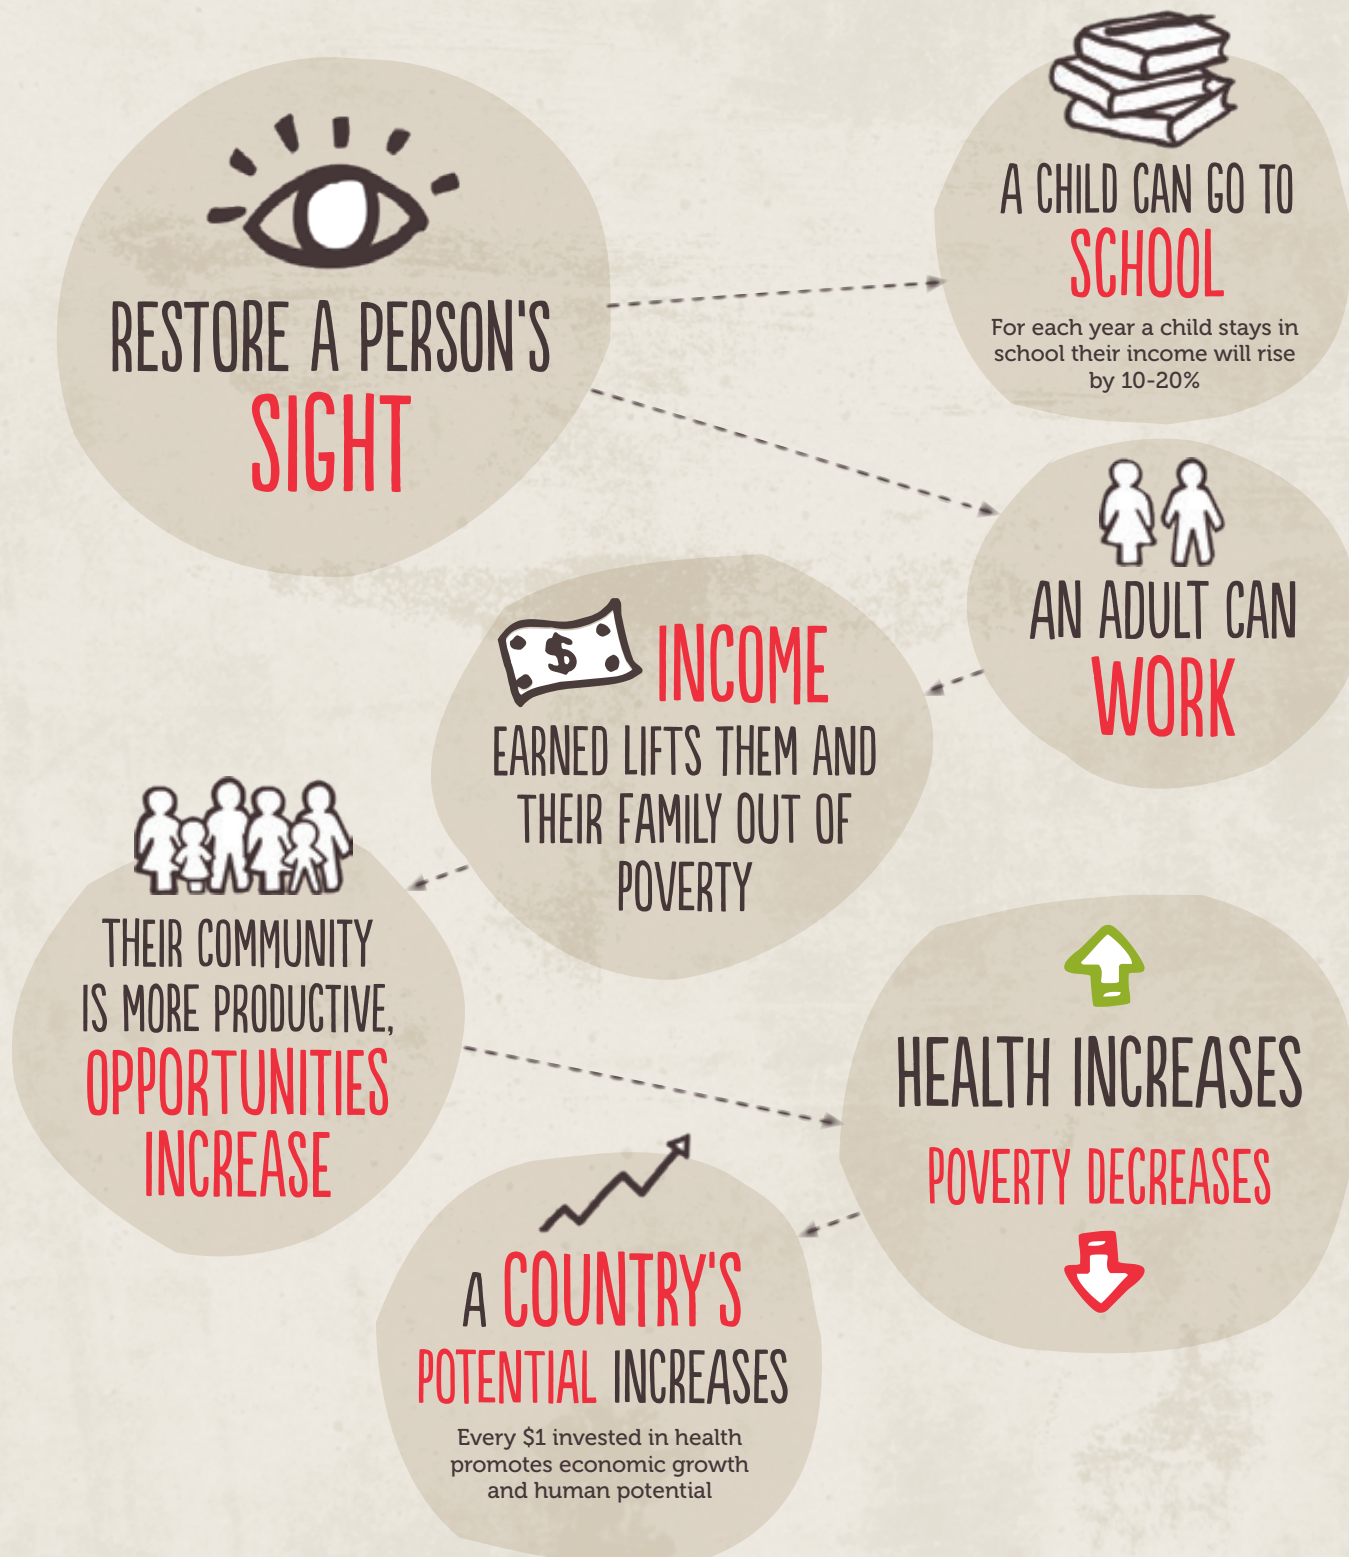 RESTORE A PERSON'S
SIGHT
A CHILD CAN GO TO
SCHOOL
For each year a child stays in
school their income will rise
by 10-20%
AN ADULT CAN
WORK
$ INCOME
EARNED LIFTS THEM AND
THEIR FAMILY OUT OF
POVERTY
THEIR COMMUNITY
IS MORE PRODUCTIVE,
OPPORTUNITIES
INCREASE
HEALTH INCREASES
POVERTY DECREASES
A COUNTRY'S
POTENTIAL INCREASES
Every $1 invested in health
promotes economic growth
and human potential